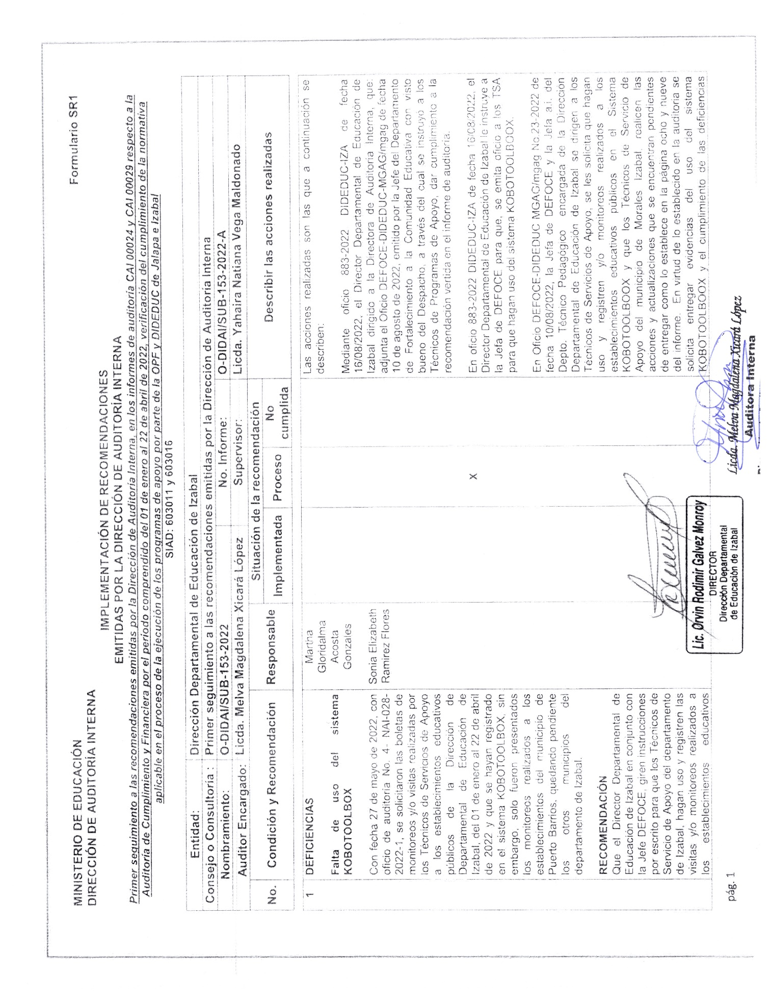 Formulario SR1
MINISTERIO DE EDUCACIÓN
DIRECCIÓN DE AUDITORÍA INTERNA
IMPLEMENTACIÓN DE RECOMENDACIONES
EMITIDAS POR LA DIRECCIÓN DE AUDITORÍA INTERNA
Primer seguimiento a las recomendaciones emitidas por la Dirección de Auditoría Interna, en los informes de auditoría CAI 00024 y CAI 00029 respecto a la
Auditoría de Cumplimiento y Financiera por el período comprendido del 01 de enero al 22 de abril de 2022, verificación del cumplimiento de la normativa
aplicable en el proceso de la ejecución de los programas de apoyo por parte de la OPF y DIDEDUC de Jalapa e Izabal
SIAD: 603011 y 603016
Entidad: Dirección Departamental de Educación de Izabal
Consejo o Consultoría : Primer seguimiento a las recomendaciones emitidas por la Dirección de Auditoría Interna
Nombramiento: O-DIDAI/SUB-153-2022 No. Informe: O-DIDAI/SUB-153-2022-A
Auditor Encargado: Licda. Melva Magdalena Xicará López Supervisor: Licda. Yahaira Natiana Vega Maldonado
No. Condición y Recomendación Responsable Situación de la recomendación Describir las acciones realizadas
Implementada Proceso No
cumplida
1
DEFICIENCIAS
Falta de uso del sistema
KOBOTOOLBOX
Con fecha 27 de mayo de 2022, con
oficio de auditoría No. 4- NAI-028-
2022-1, se solicitaron las boletas de
monitoreos y/o visitas realizadas por
los Técnicos de Servicios de Apoyo
a los establecimientos educativos
públicos de la Dirección de
Departamental de Educación de
Izabal, del 01 de enero al 22 de abril
de 2022 y que se hayan registrado
en el sistema KOBOTOOLBOX, sin
embargo, solo fueron presentados
los monitoreos realizados a los
establecimientos del municipio de
Puerto Barrios, quedando pendiente
los otros municipios del
departamento de Izabal.
RECOMENDACIÓN
Que el Director Departamental de
Educación de Izabal en conjunto con
la Jefe DEFOCE, giren instrucciones
por escrito para que los Técnicos de
Servicio de Apoyo del departamento
de Izabal, hagan uso y registren las
visitas y/o monitoreos realizados a
los establecimientos educativos
Martha
Gloridalma
Acosta
Gonzales
Sonia Elizabeth
Ramirez Flores
X
Las acciones realizadas son las que a continuación se
describen:
Mediante oficio 883-2022 DIDEDUC-IZA de fecha
16/08/2022, el Director Departamental de Educación de
Izabal dirigido a la Directora de Auditoria Interna, que:
adjunta el Oficio DEFOCE-DIDEDUC-MGAG/mgag de fecha
10 de agosto de 2022, emitido por la Jefe del Departamento
de Fortalecimiento a la Comunidad Educativa con visto
bueno del Despacho, a través del cual se instruyó a los
Técnicos de Programas de Apoyo, dar cumplimiento a la
recomendación vertida en el informe de auditoría.
En oficio 883-2022 DIDEDUC-IZA de fecha 16/08/2022, el
Director Departamental de Educación de Izabal le instruye a
la Jefa de DEFOCE para que, se emita oficio a los TSA
para que hagan uso del sistema KOBOTOOLBOOX.
En Oficio DEFOCE-DIDEDUC MGAG/mgag No.23-2022 de
fecha 10/08/2022, la Jefa de DEFOCE y la Jefa a.i. del
Depto. Técnico Pedagógico encargada de la Dirección
Departamental de Educación de Izabal se dirigen a los
Técnicos de Servicios de Apoyo, se les solicita que hagan
uso y registren y/o monitoreos realizados a los
establecimientos educativos públicos en el Sistema
KOBOTOOLBOOX y que los Técnicos de Servicio de
Apoyo del municipio de Morales Izabal, realicen las
acciones y actualizaciones que se encuentran pendientes
de entregar como lo establece en la página ocho y nueve
del informe. En virtud de lo establecido en la auditoria se
solicita entregar evidencias del uso del sistema
KOBOTOOLBOOX y el cumplimiento de las deficiencias
Lic. Orvin Rodimir Galvez Monroy
DIRECTOR
Dirección Departamental
de Educación de Izabal
Licda. Melva Magdalena Xicará López
Auditora Interna
pág. 1